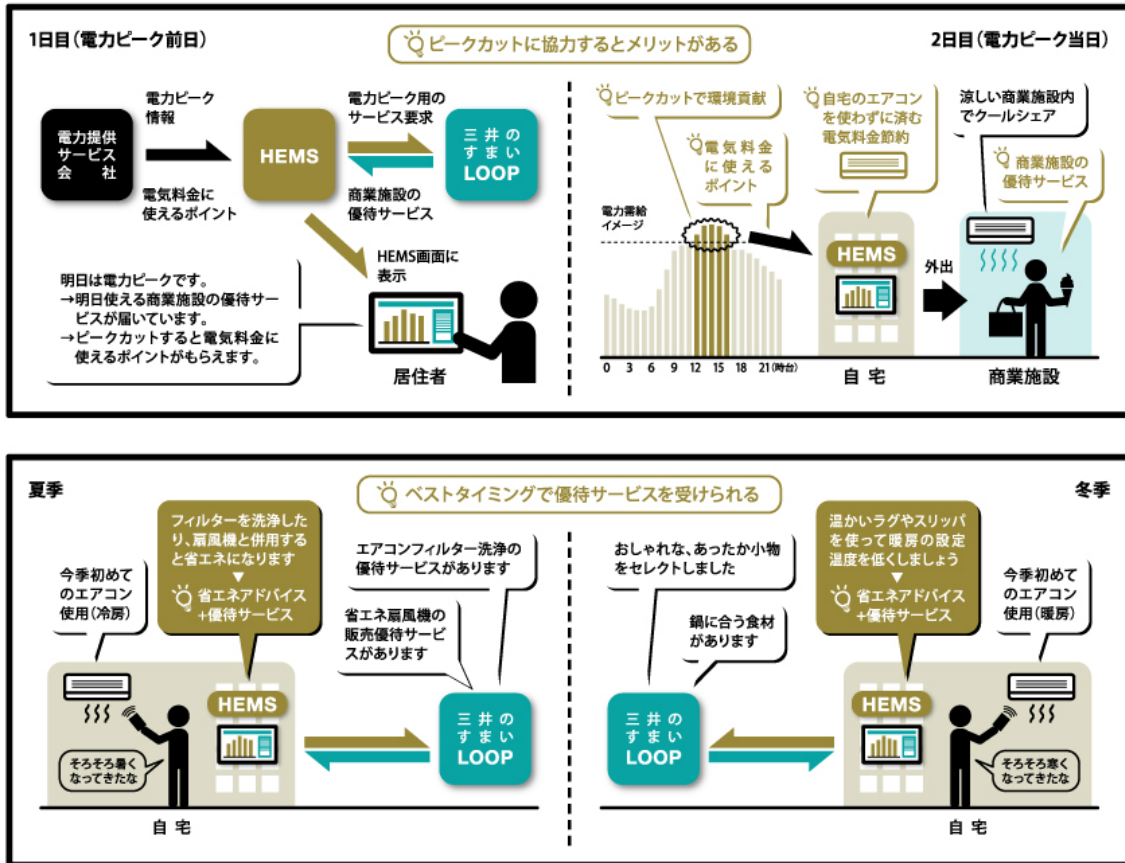 1日目(電力ピーク前日)
ピークカットに協力するとメリットがある
2日目(電力ピーク当日)
電力提供
サービス
会社
電力ピーク
情報
電気料金に
使えるポイント
HEMS
電力ピーク用の
サービス要求
商業施設の
優待サービス
三井の
すまい
LOOP
HEMS画面に
表示
明日は電力ピークです。
→明日使える商業施設の優待サー
ビスが届いています。
→ピークカットすると電気料金に
使えるポイントがもらえます。
居住者
ピークカットで環境貢献
電気料金
に使える
ポイント
電力需給
イメージ
0 3 6 9 12 15 18 21(時台)
自宅のエアコン
を使わずに済む
電気料金節約
HEMS
自宅
外出
涼しい商業施設内
でクールシェア
商業施設の
優待サービス
商業施設
夏季
ベストタイミングで優待サービスを受けられる
冬季
今季初めて
のエアコン
使用(冷房)
フィルターを洗浄した
り、扇風機と併用する
と省エネになります
省エネアドバイス
+優待サービス
エアコンフィルター洗浄の
優待サービスがあります
省エネ扇風機の
販売優待サービ
スがあります
HEMS
そろそろ暑く
なってきたな
自宅
三井の
すまい
LOOP
おしゃれな、あったか小物
をセレクトしました
鍋に合う食材
があります
三井の
すまい
LOOP
温かいラグやスリッパ
を使って暖房の設定
温度を低くしましょう
省エネアドバイス
+優待サービス
今季初めて
のエアコン
使用(暖房)
HEMS
そろそろ寒く
なってきたな
自宅